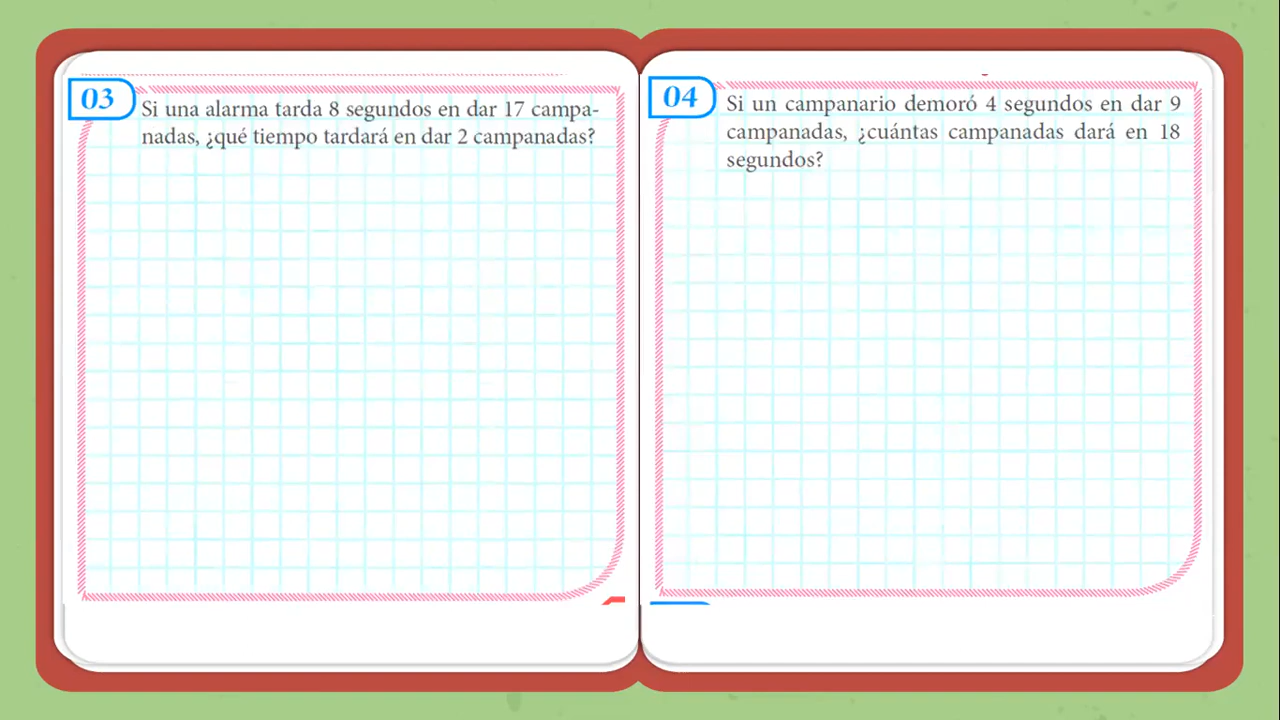 03
Si una alarma tarda 8 segundos en dar 17 campa-
nadas, ¿qué tiempo tardará en dar 2 campanadas?
04
Si un campanario demoró 4 segundos en dar 9
campanadas, ¿cuántas campanadas dará en 18
segundos?